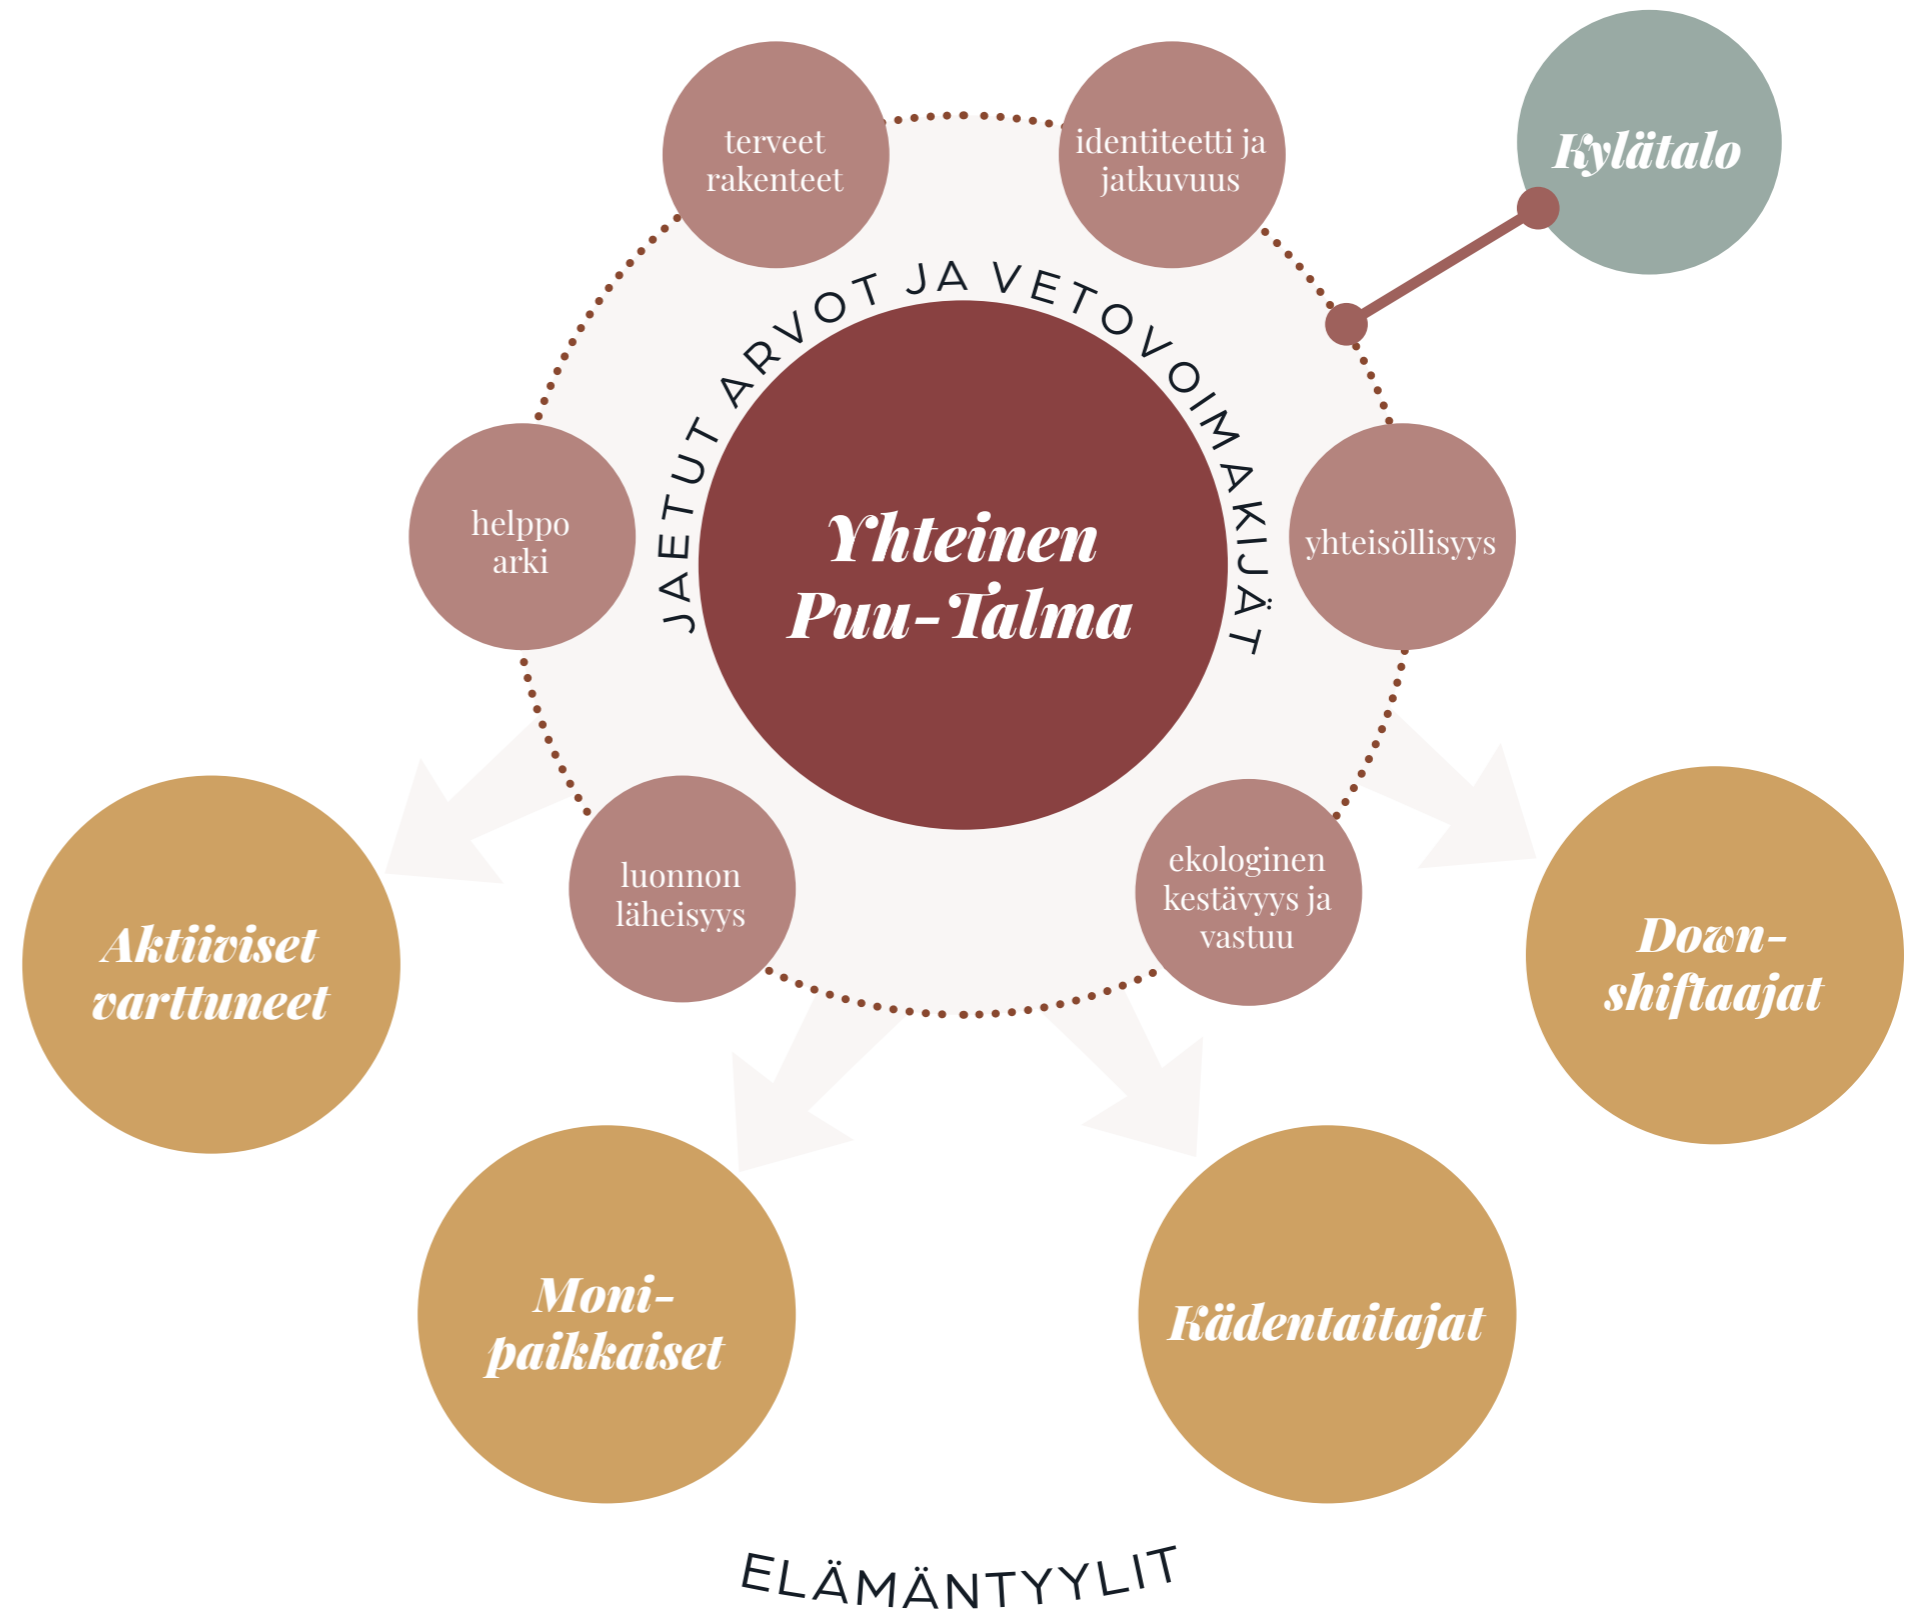 terveet
rakenteet
identiteetti ja
jatkuvuus
Kylätalo
JAETUT ARVOT JA VETOVOIMAKIJÄT
helppo
arki
Yhteinen
Puu-Talma
yhteisöllisyys
luonnon
läheisyys
ekologinen
kestävyys ja
vastuu
Aktiiviset
varttuneet
Down-
shiftaajat
Moni-
paikkaiset
Kädentaitajat
ELÄMÄNTYYLIT